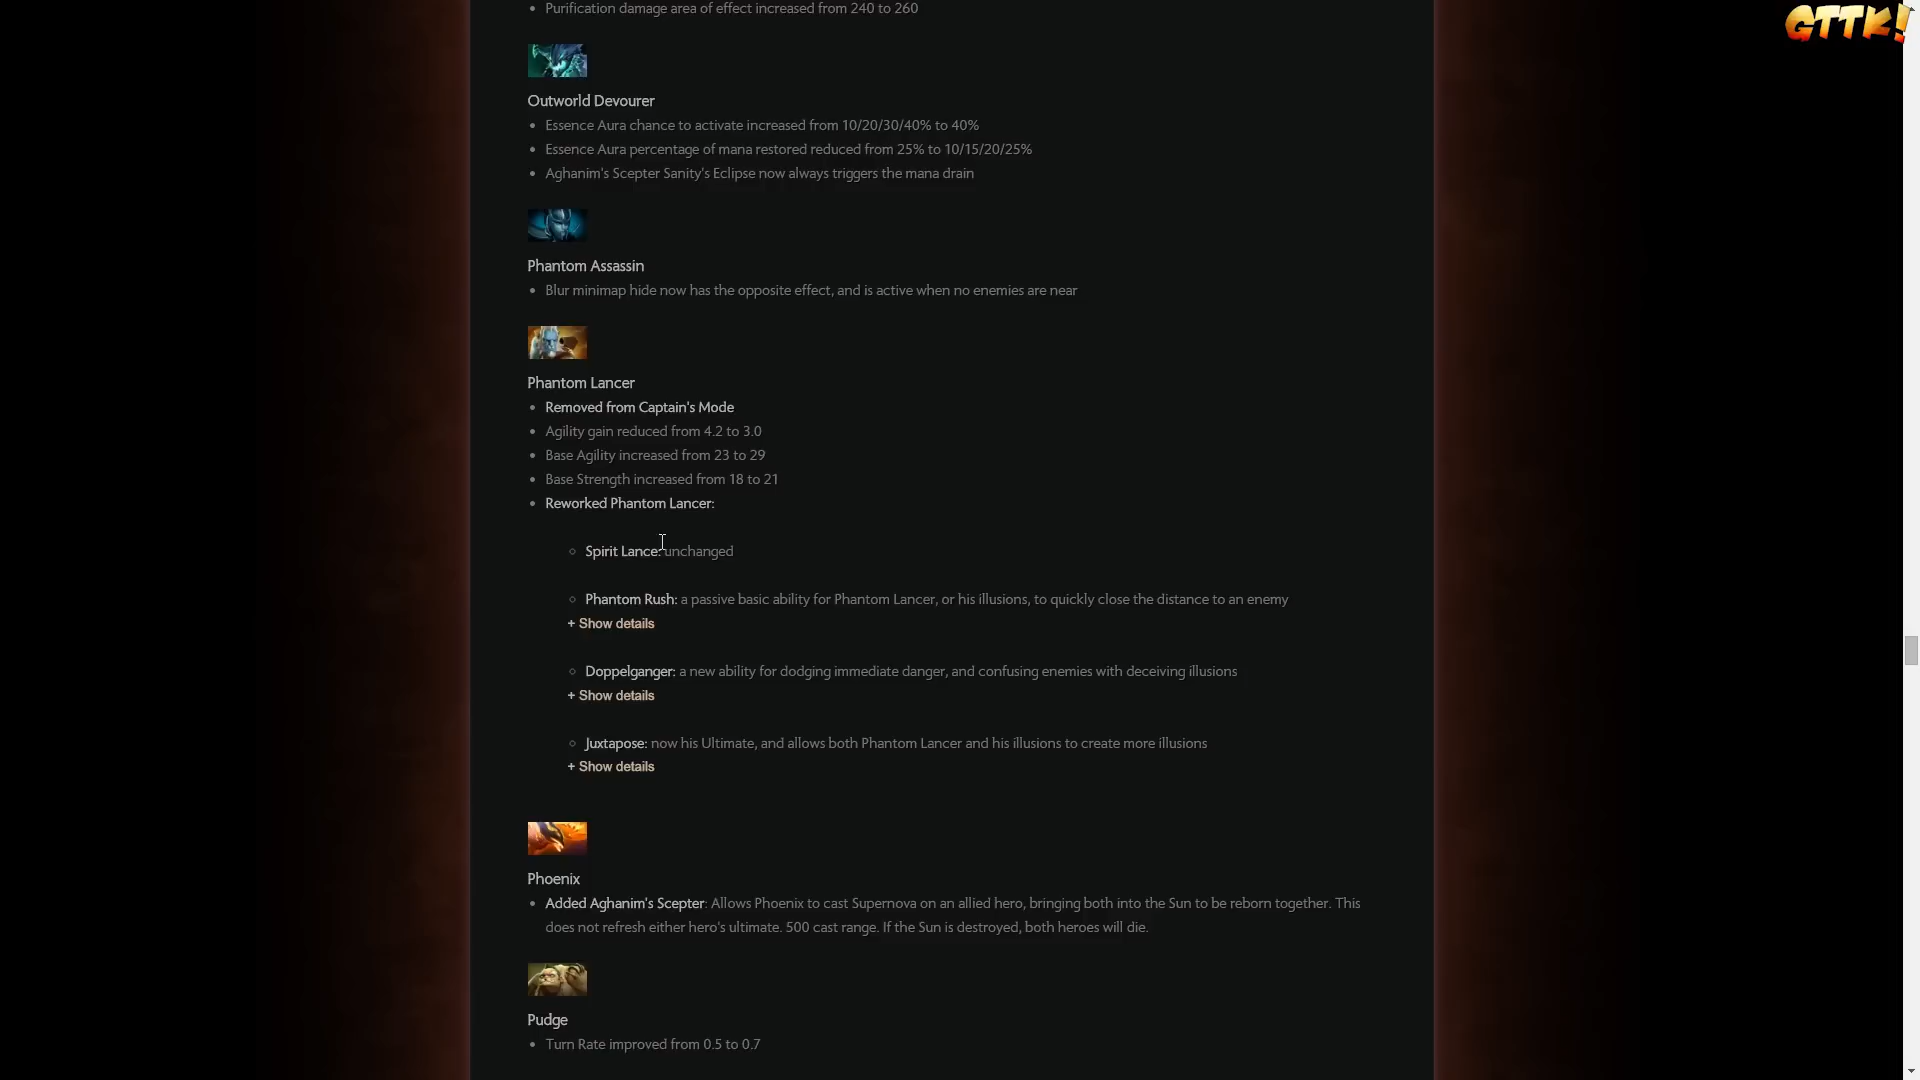 Purification damage area of effect increased from 240 to 260
GTTK!
Outworld Devourer
Essence Aura chance to activate increased from 10/20/30/40% to 40%
Essence Aura percentage of mana restored reduced from 25% to 10/15/20/25%
Aghanim's Scepter Sanity's Eclipse now always triggers the mana drain
Phantom Assassin
Blur minimap hide now has the opposite effect, and is active when no enemies are near
Phantom Lancer
Removed from Captain's Mode
Agility gain reduced from 4.2 to 3.0
Base Agility increased from 23 to 29
Base Strength increased from 18 to 21
Reworked Phantom Lancer:
Spirit Lance: unchanged
Phantom Rush: a passive basic ability for Phantom Lancer, or his illusions, to quickly close the distance to an enemy
+ Show details
Doppelganger: a new ability for dodging immediate danger, and confusing enemies with deceiving illusions
+ Show details
Juxtapose: now his Ultimate, and allows both Phantom Lancer and his illusions to create more illusions
+ Show details
Phoenix
Added Aghanim's Scepter: Allows Phoenix to cast Supernova on an allied hero, bringing both into the Sun to be reborn together. This
does not refresh either hero's ultimate. 500 cast range. If the Sun is destroyed, both heroes will die.
Pudge
Turn Rate improved from 0.5 to 0.7